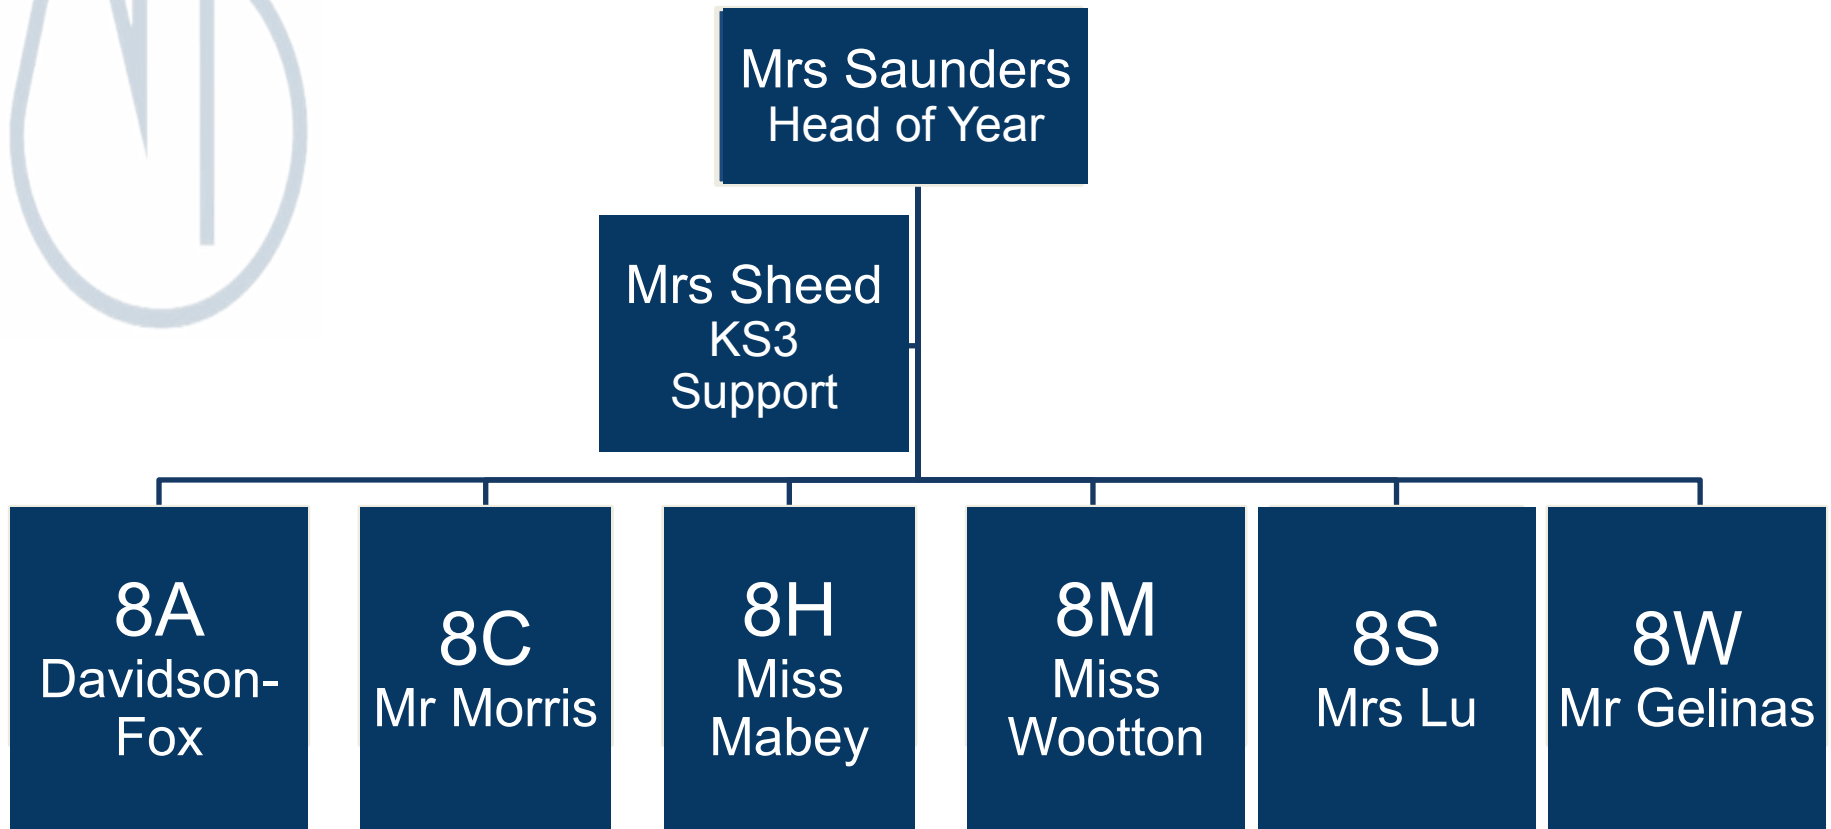 Mrs Saunders
Head of Year
Mrs Sheed
KS3
Support
8A
Davidson-
Fox
8C
Mr Morris
8H
Miss
Mabey
8M
Miss
Wootton
8S
Mrs Lu
8W
Mr Gelinas